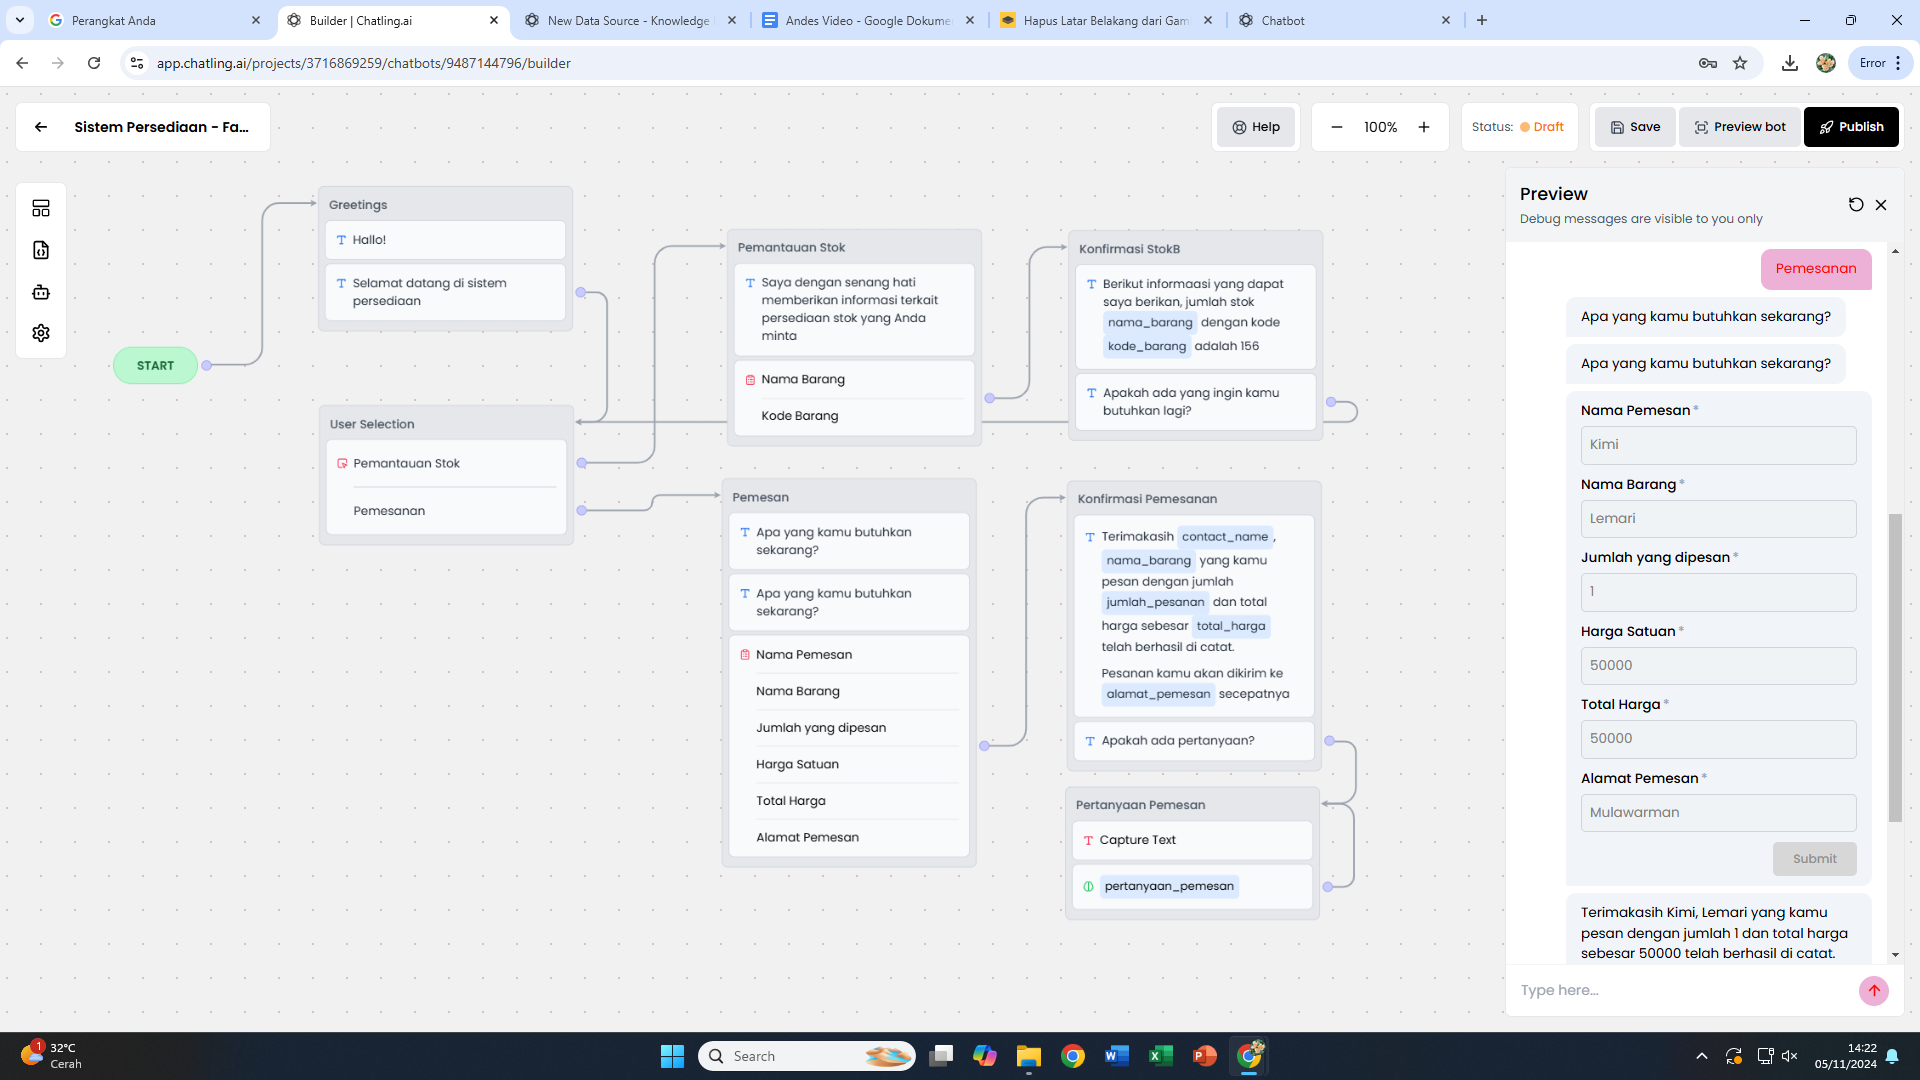 Perangkat Anda
Builder | Chatling.ai
New Data Source - Knowledge
Andes Video - Google Dokume
Hapus Latar Belakang dari Gam
Chatbot
app.chatling.ai/projects/3716869259/chatbots/9487144796/builder
Error
Sistem Persediaan - Fa...
Help
100%
Status: Draft
Save
Preview bot
Publish
START
Greetings
Hallo!
Selamat datang di sistem
persediaan
User Selection
Pemantauan Stok
Pemesanan
Pemantauan Stok
Saya dengan senang hati
memberikan informasi terkait
persediaan stok yang Anda
minta
Nama Barang
Kode Barang
Konfirmasi StokB
Berikut informaasi yang dapat
saya berikan, jumlah stok
nama_barang dengan kode
kode_barang adalah 156
Apakah ada yang ingin kamu
butuhkan lagi?
Pemesan
Apa yang kamu butuhkan
sekarang?
Apa yang kamu butuhkan
sekarang?
Nama Pemesan
Nama Barang
Jumlah yang dipesan
Harga Satuan
Total Harga
Alamat Pemesan
Konfirmasi Pemesanan
Terimakasih contact_name ,
nama_barang yang kamu
pesan dengan jumlah
jumlah_pesanan dan total
harga sebesar total_harga
telah berhasil di catat.
Pesanan kamu akan dikirim ke
alamat_pemesan secepatnya
Apakah ada pertanyaan?
Pertanyaan Pemesan
Capture Text
pertanyaan_pemesan
Preview
Debug messages are visible to you only
Pemesanan
Apa yang kamu butuhkan sekarang?
Apa yang kamu butuhkan sekarang?
Nama Pemesan *
Kimi
Nama Barang *
Lemari
Jumlah yang dipesan *
1
Harga Satuan *
50000
Total Harga *
50000
Alamat Pemesan *
Mulawarman
Submit
Terimakasih Kimi, Lemari yang kamu
pesan dengan jumlah 1 dan total harga
sebesar 50000 telah berhasil di catat.
Type here...
1
32°C
Cerah
Search
14:22
05/11/2024